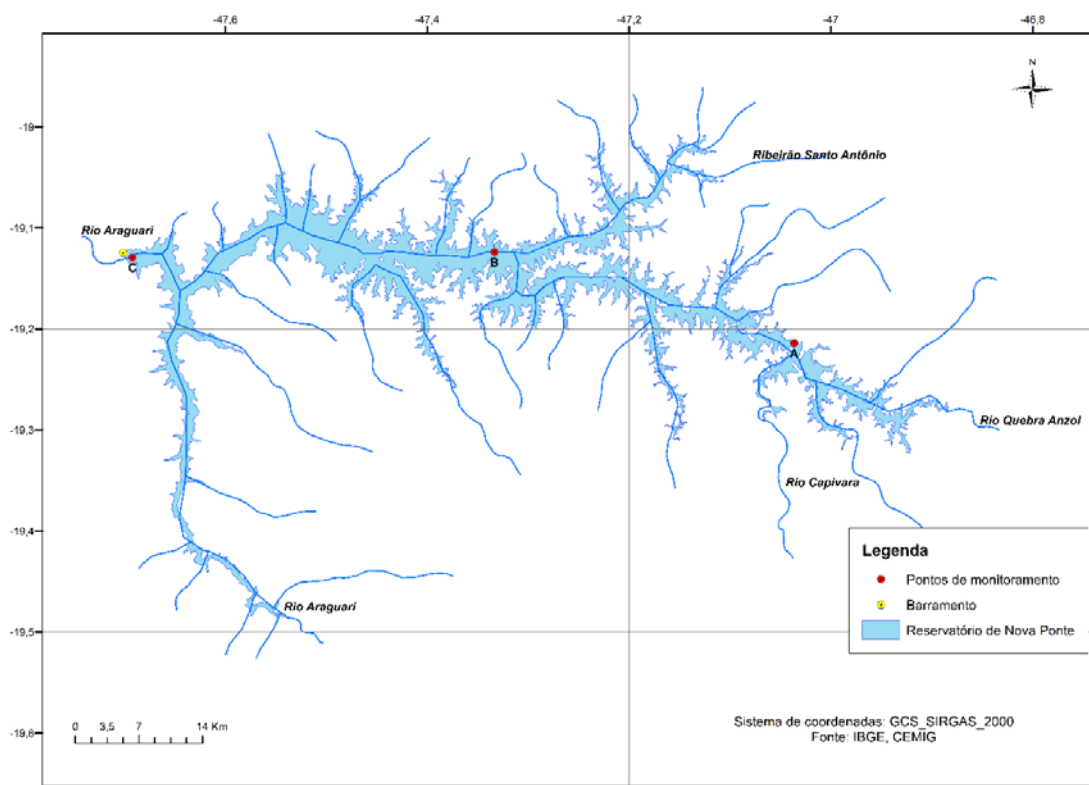 -47,6
-47,4
-47,2
-47
-46,8
N
-19
Ribeirão Santo Antônio
-19,1
Rio Araguari
C
B
-19,2
A
-19,3
Rio Quebra Anzol
Rio Capivara
-19,4
Legenda
Pontos de monitoramento
Barramento
Reservatório de Nova Ponte
Rio Araguari
-19,5
-19,6
0 3,5 7 14 Km
Sistema de coordenadas: GCS_SIRGAS_2000
Fonte: IBGE, CEMIG